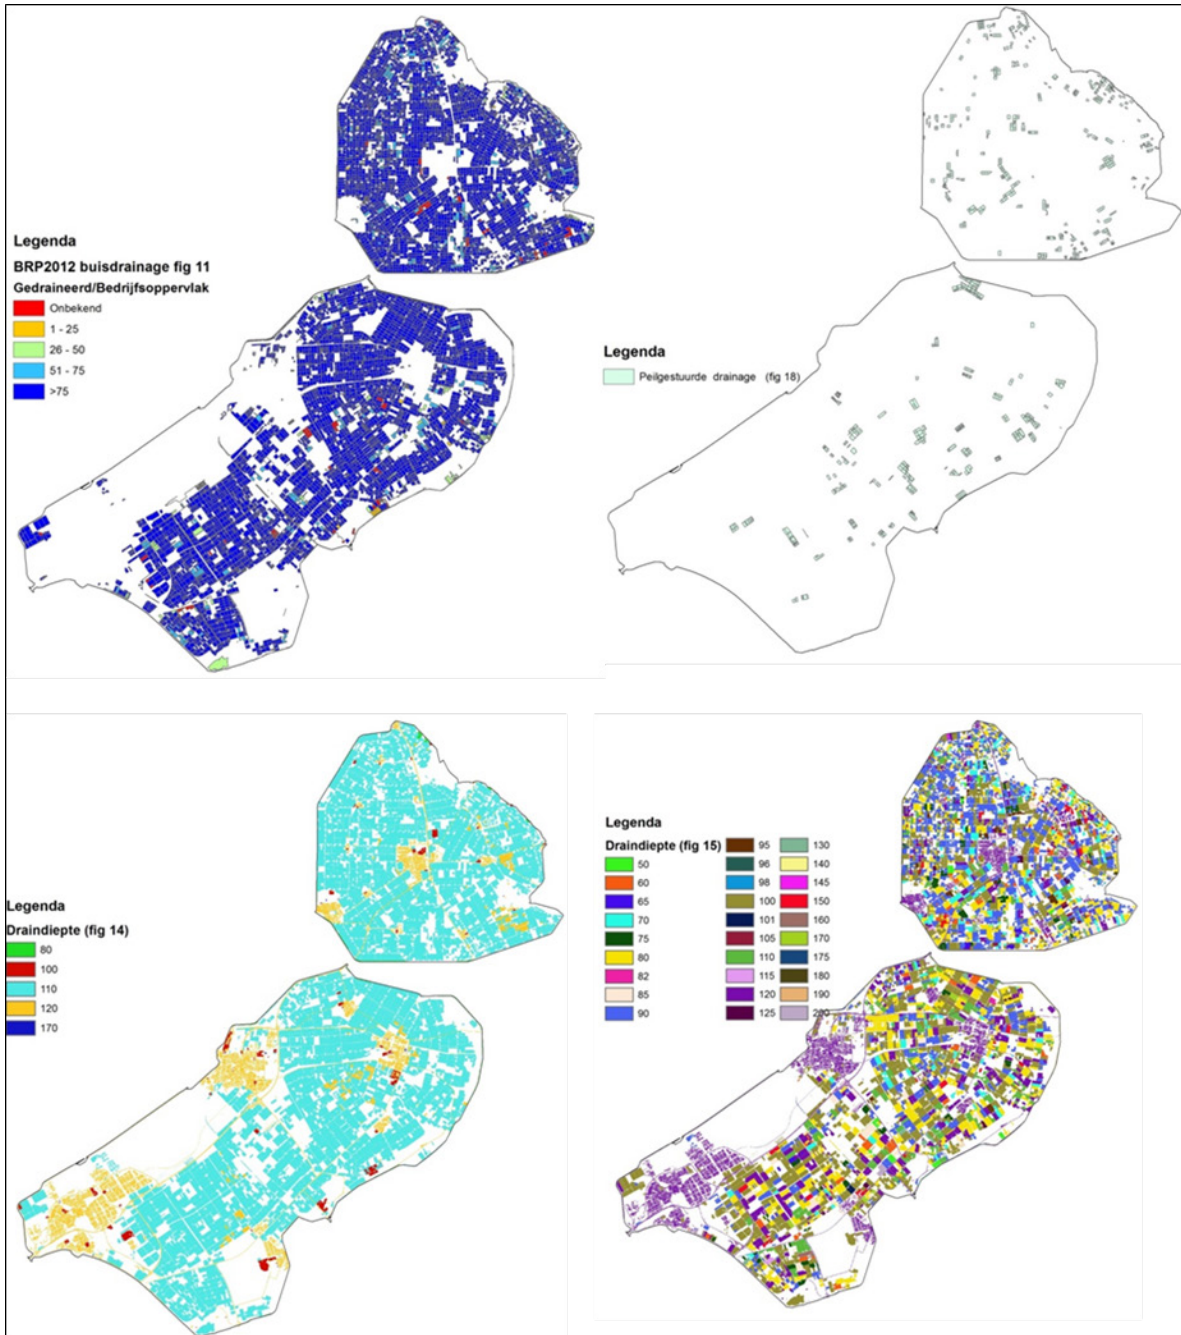 Legenda
BRP2012 buisdrainage fig 11
Gedraineerd/Bedrijfsoppervlak
Onbekend
1 - 25
26 - 50
51 - 75
>75
Legenda
Peilgestuurde drainage (fig 18)
Legenda
Draindiepte (fig 14)
80
100
110
120
170
Legenda
Draindiepte (fig 15)
50
60
65
70
75
80
82
85
90
95
96
98
100
101
105
110
115
120
125
130
140
145
150
160
170
175
180
190
200